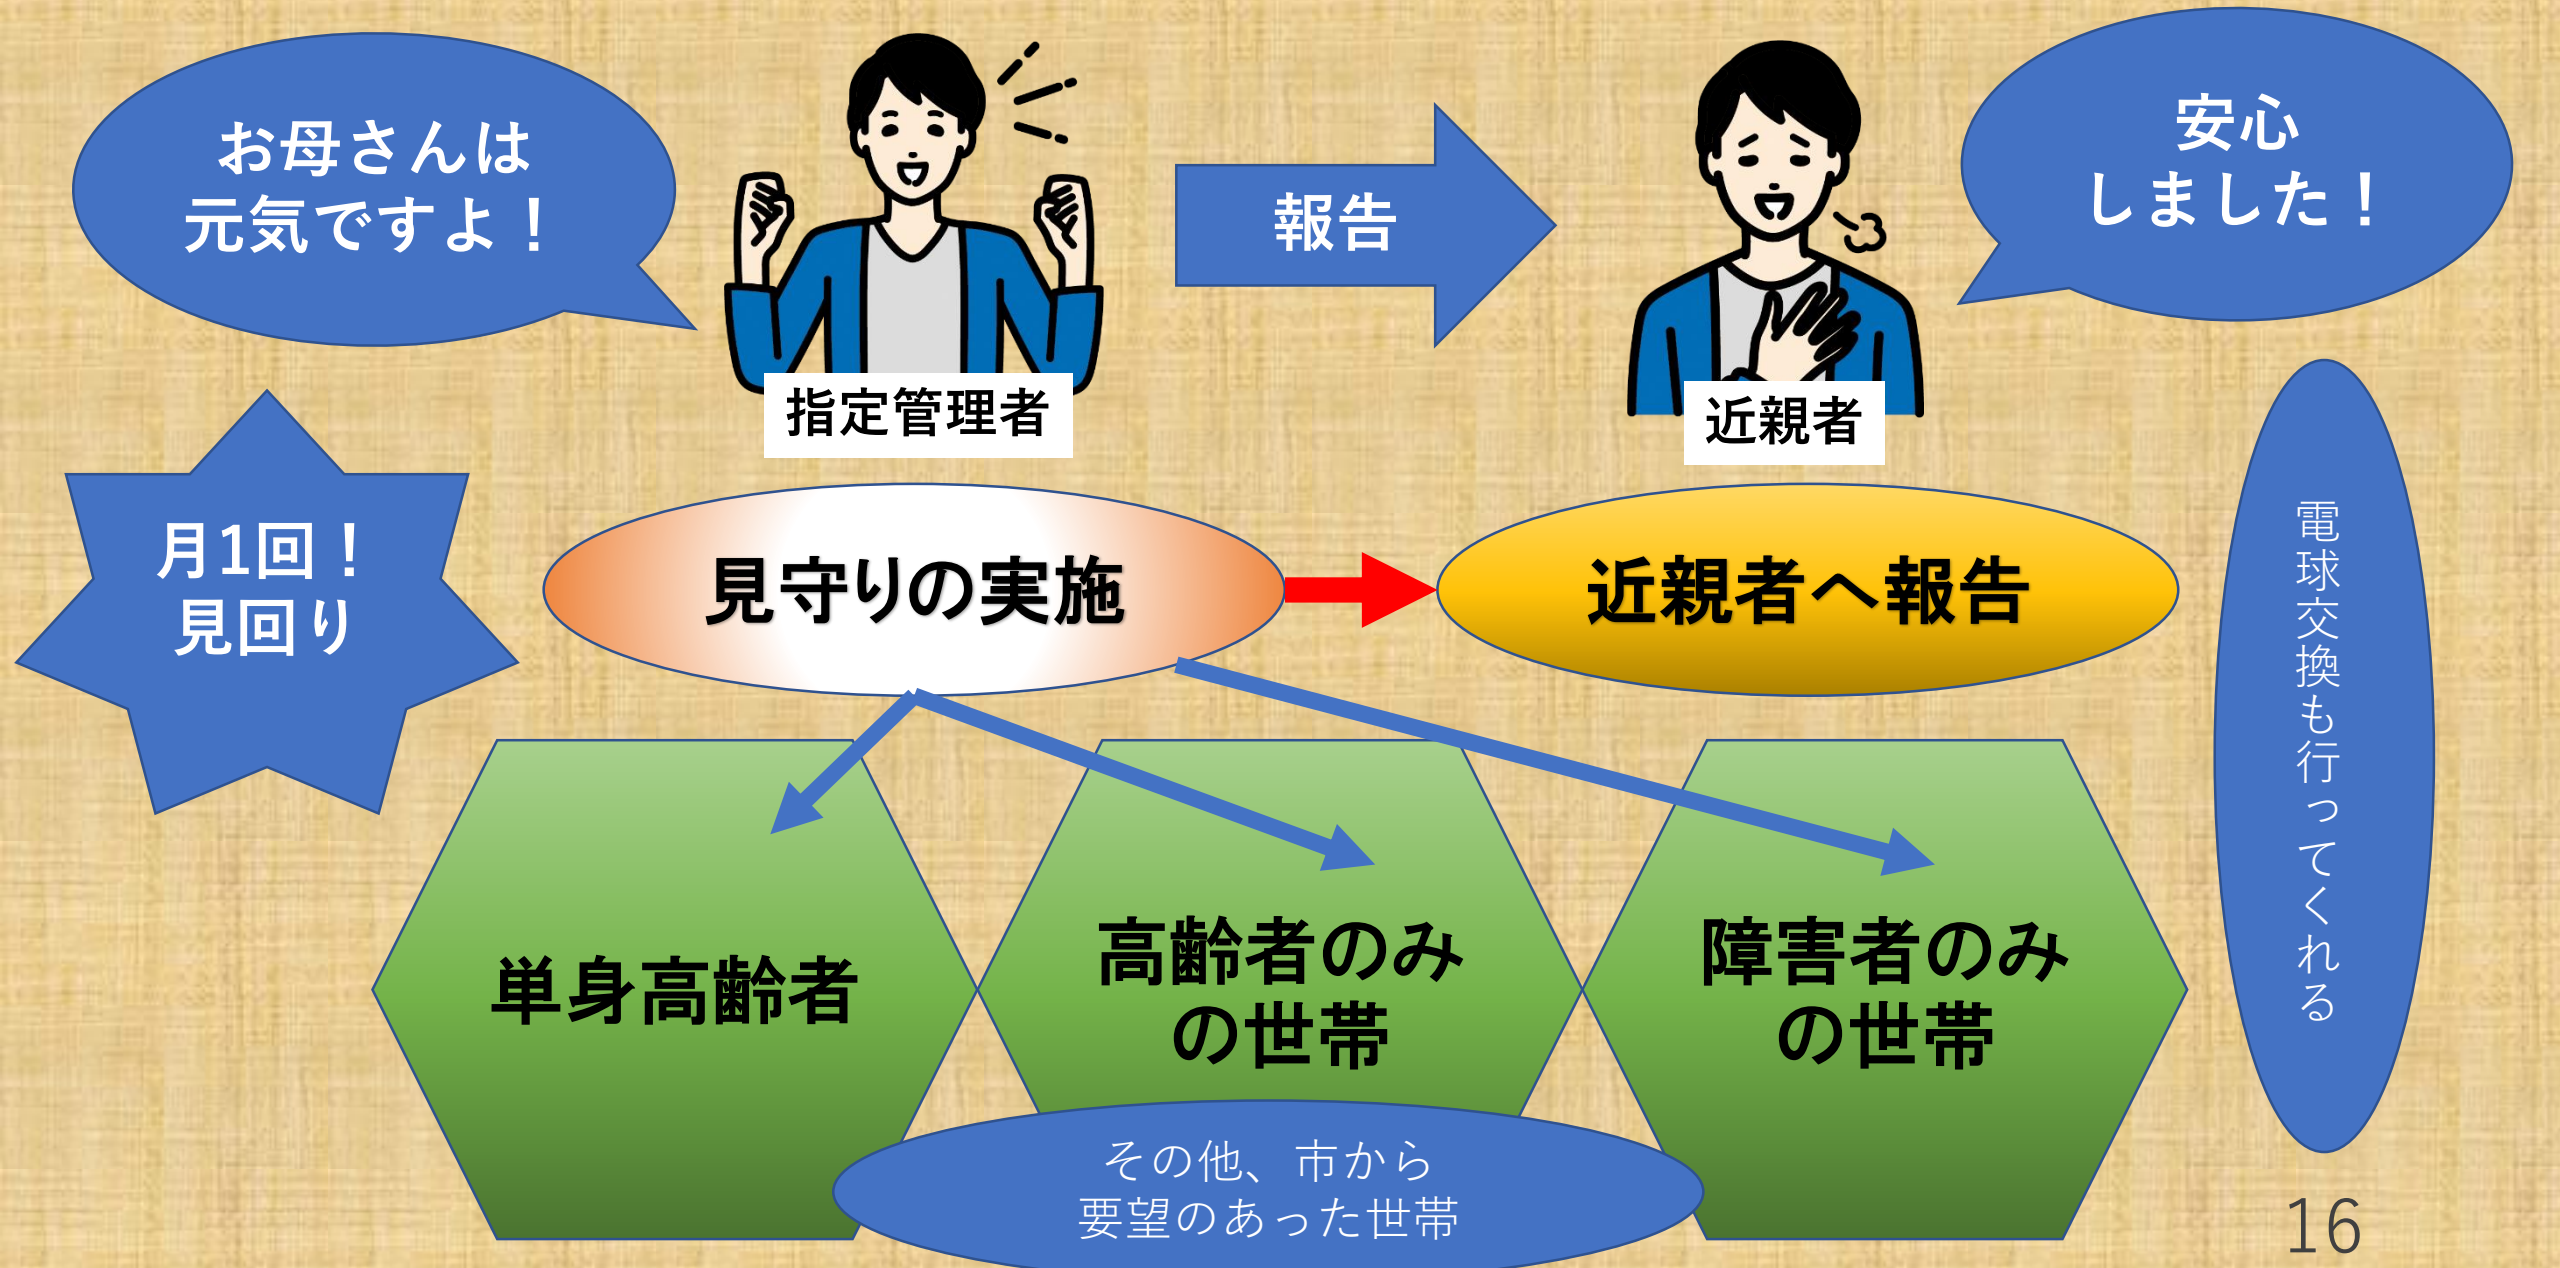 お母さんは
元気ですよ！
報告
安心
しました！
指定管理者
近親者
月1回！
見回り
見守りの実施
近親者へ報告
電球交換も行ってくれる
単身高齢者
高齢者のみ
の世帯
障害者のみ
の世帯
その他、市から
要望のあった世帯
16